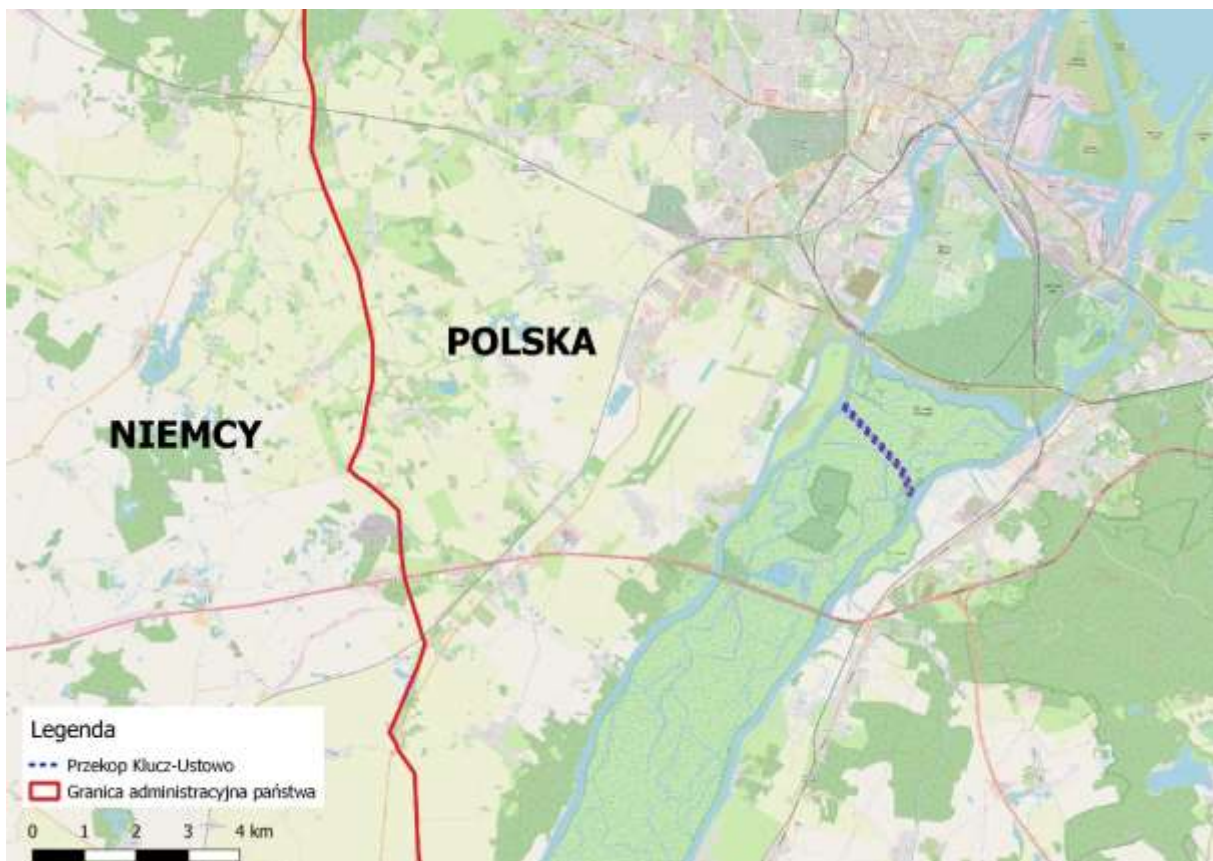 POLSKA
NIEMCY
Legenda
Przekop Klucz-Ustowo
Granica administracyjna państwa
0 1 2 3 4 km